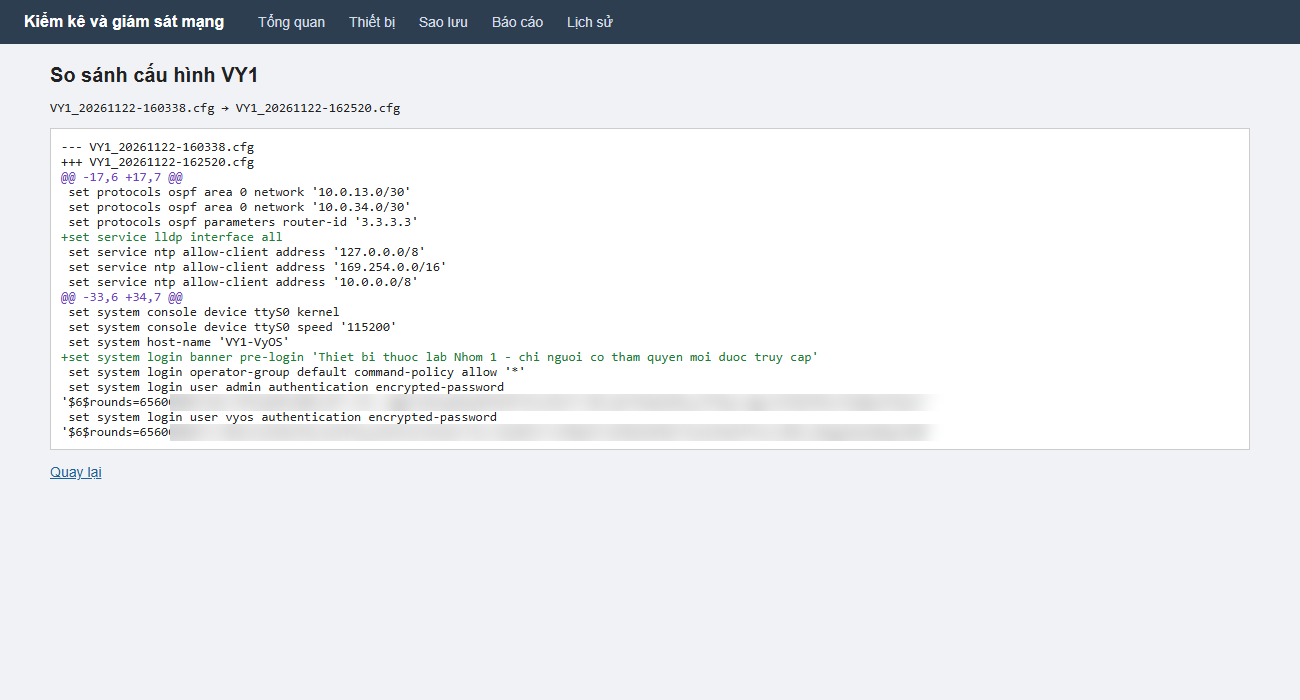 Kiểm kê và giám sát mạng Tổng quan Thiết bị Sao lưu Báo cáo Lịch sử
So sánh cấu hình VY1
VY1_20261122-160338.cfg → VY1_20261122-162520.cfg
--- VY1_20261122-160338.cfg
+++ VY1_20261122-162520.cfg
@@ -17,6 +17,7 @@
 set protocols ospf area 0 network '10.0.13.0/30'
 set protocols ospf area 0 network '10.0.34.0/30'
 set protocols ospf parameters router-id '3.3.3.3'
+set service lldp interface all
 set service ntp allow-client address '127.0.0.0/8'
 set service ntp allow-client address '169.254.0.0/16'
 set service ntp allow-client address '10.0.0.0/8'
@@ -33,6 +34,7 @@
 set system console device ttyS0 kernel
 set system console device ttyS0 speed '115200'
 set system host-name 'VY1-VyOS'
+set system login banner pre-login 'Thiet bi thuoc lab Nhom 1 - chi nguoi co tham quyen moi duoc truy cap'
 set system login operator-group default command-policy allow '*'
 set system login user admin authentication encrypted-password
'$6$rounds=6560
 set system login user vyos authentication encrypted-password
'$6$rounds=6560
Quay lại